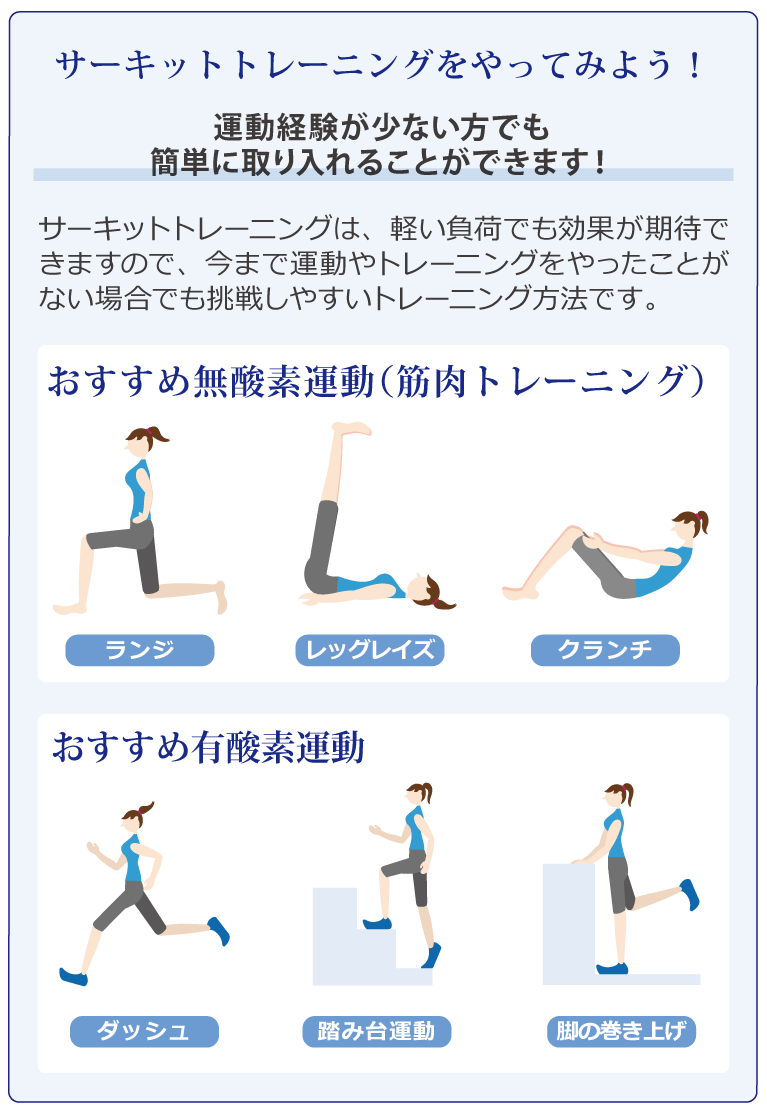 サーキットトレーニングをやってみよう！
運動経験が少ない方でも
簡単に取り入れることができます！
サーキットトレーニングは、軽い負荷でも効果が期待で
きますので、今まで運動やトレーニングをやったことが
ない場合でも挑戦しやすいトレーニング方法です。
おすすめ無酸素運動（筋肉トレーニング）
ランジ
レッグレイズ
クランチ
おすすめ有酸素運動
ダッシュ
踏み台運動
脚の巻き上げ